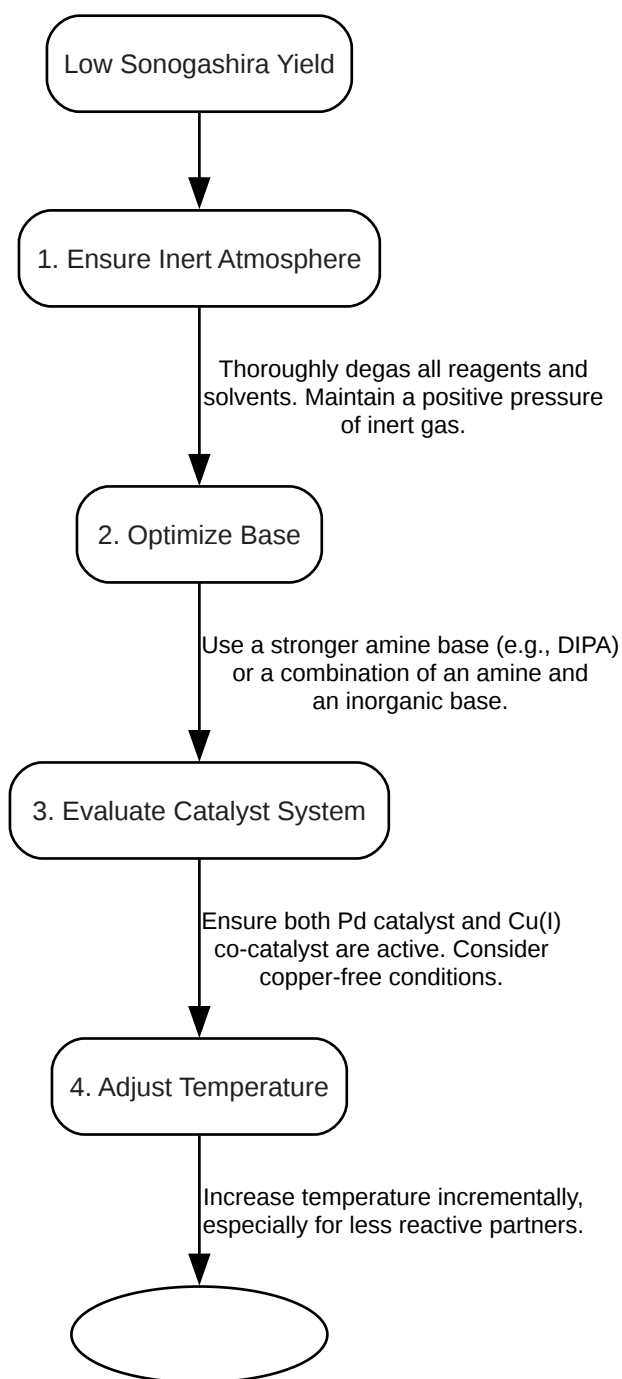 Low Sonogashira Yield
1. Ensure Inert Atmosphere
Thoroughly degas all reagents and
solvents. Maintain a positive pressure
of inert gas.
2. Optimize Base
Use a stronger amine base (e.g., DIPA)
or a combination of an amine and
an inorganic base.
3. Evaluate Catalyst System
Ensure both Pd catalyst and Cu(I)
co-catalyst are active. Consider
copper-free conditions.
4. Adjust Temperature
Increase temperature incrementally,
especially for less reactive partners.